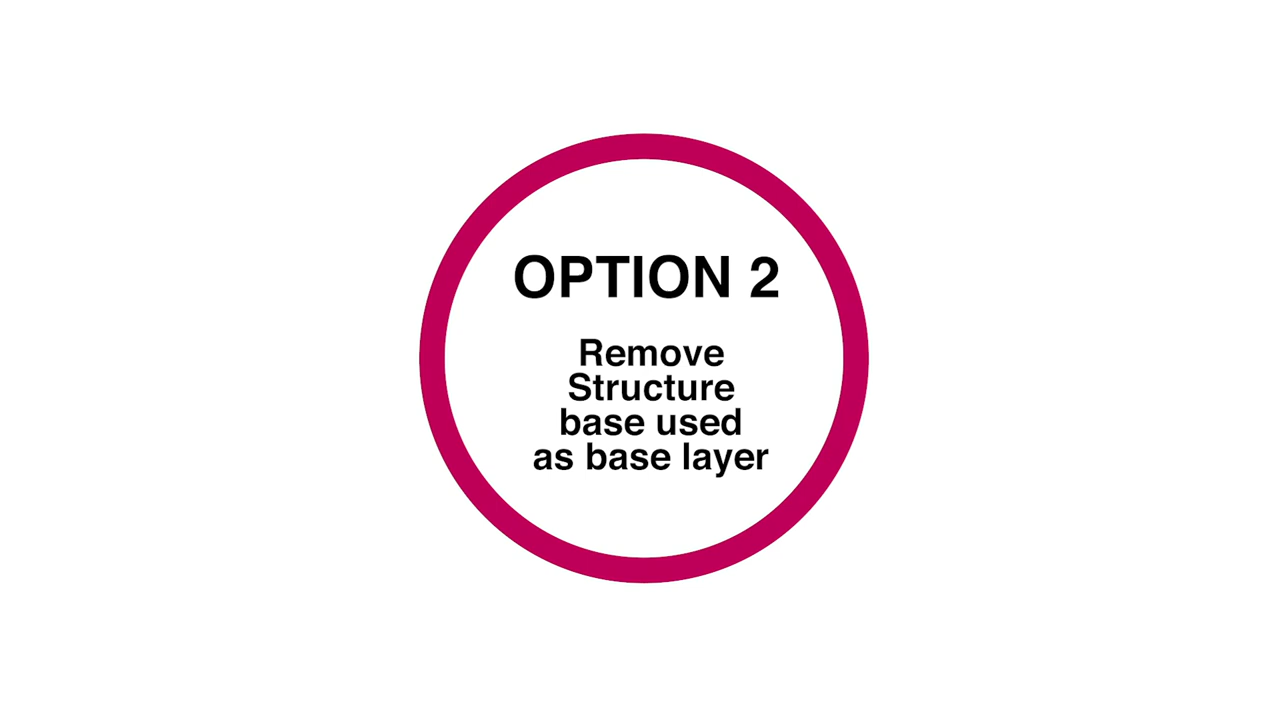 OPTION 2
Remove
Structure
base used
as base layer